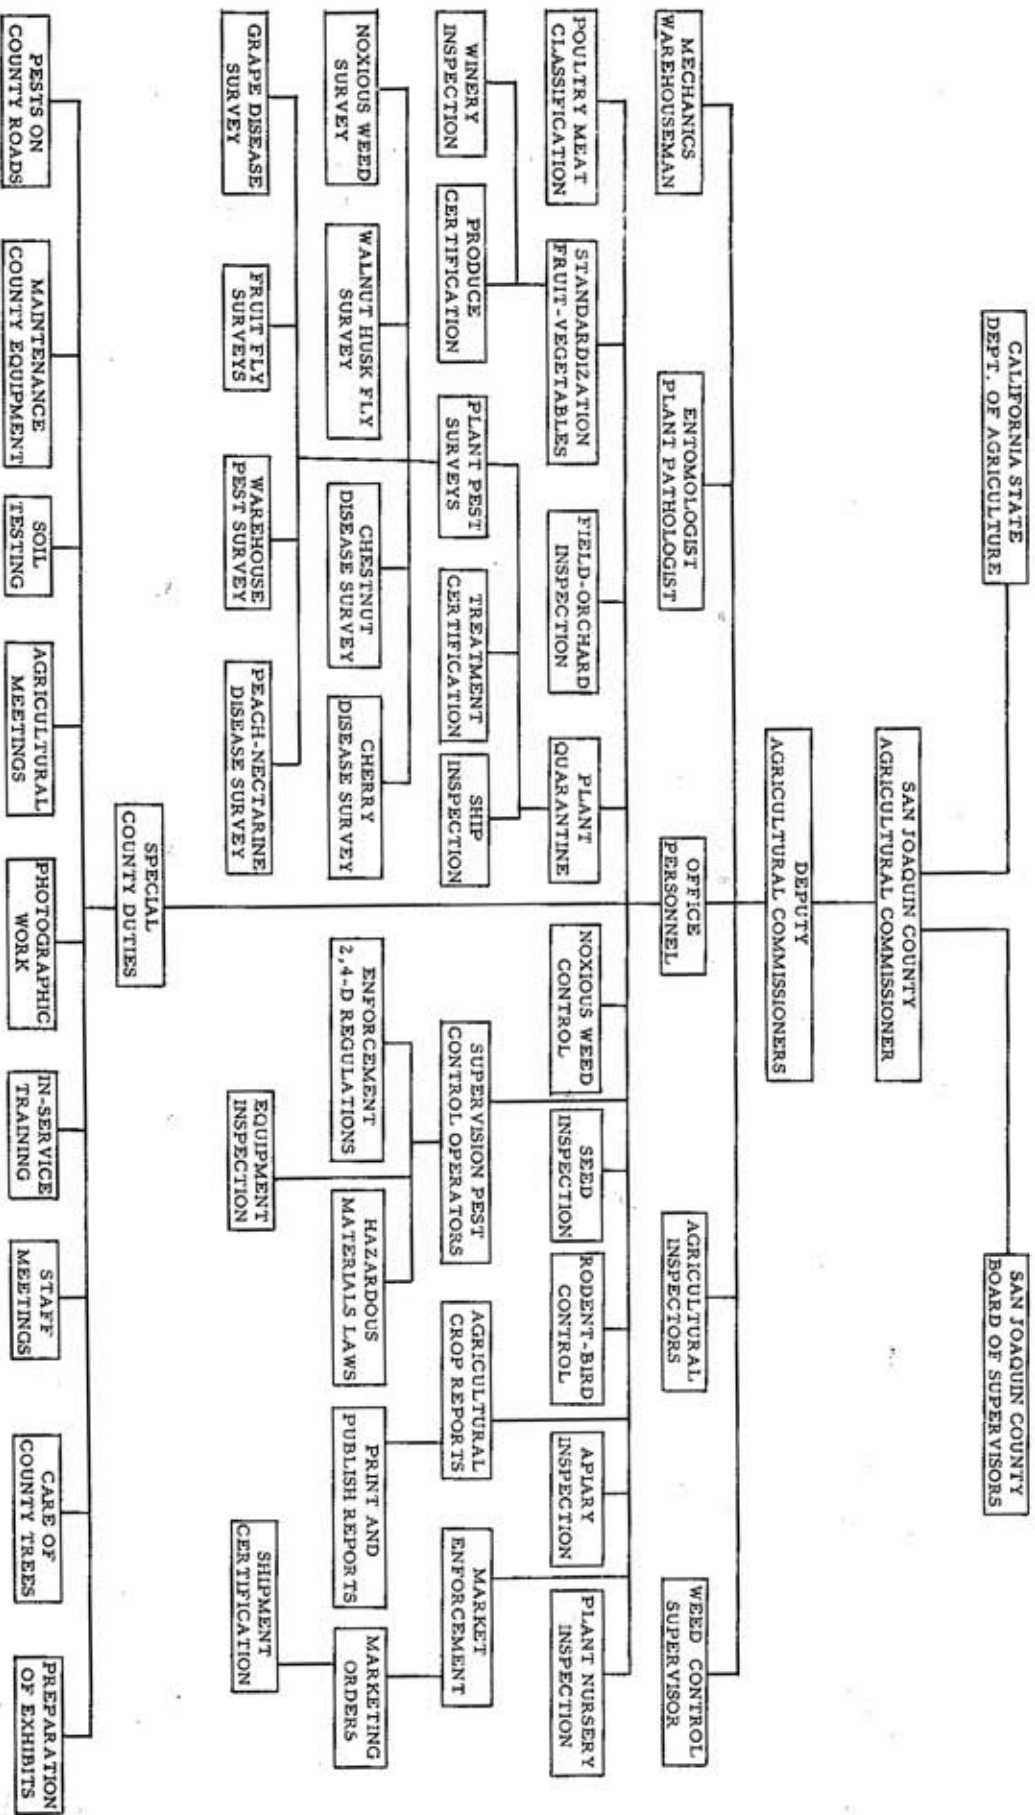 CALIFORNIA STATE
DEPT. OF AGRICULTURE
SAN JOAQUIN COUNTY
BOARD OF SUPERVISORS
SAN JOAQUIN COUNTY
AGRICULTURAL COMMISSIONER
DEPUTY
AGRICULTURAL COMMISSIONERS
MECHANICS
WAREHOUSEMAN
ENTOMOLOGIST
PLANT PATHOLOGIST
OFFICE
PERSONNEL
AGRICULTURAL
INSPECTORS
WEED CONTROL
SUPERVISOR
POULTRY MEAT
CLASSIFICATION
STANDARDIZATION
FRUIT-VEGETABLES
FIELD-ORCHARD
INSPECTION
PLANT
QUARANTINE
NOXIOUS WEED
CONTROL
SEED
INSPECTION
RODENT-BIRD
CONTROL
APIARY
INSPECTION
PLANT NURSERY
INSPECTION
WINERY
INSPECTION
PRODUCE
CERTIFICATION
PLANT PEST
SURVEYS
TREATMENT
CERTIFICATION
SHIP
INSPECTION
SUPERVISION PEST
CONTROL OPERATORS
AGRICULTURAL
CROP REPORTS
MARKET
ENFORCEMENT
NOXIOUS WEED
SURVEY
WALNUT HUSK FLY
SURVEY
CHESTNUT
DISEASE SURVEY
CHERRY
DISEASE SURVEY
ENFORCEMENT
2,4-D REGULATIONS
HAZARDOUS
MATERIALS LAWS
PRINT AND
PUBLISH REPORTS
MARKETING
ORDERS
GRAPE DISEASE
SURVEY
FRUIT FLY
SURVEYS
WAREHOUSE
PEST SURVEY
PEACH-NECTARINE
DISEASE SURVEY
EQUIPMENT
INSPECTION
SHIPMENT
CERTIFICATION
SPECIAL
COUNTY DUTIES
PESTS ON
COUNTY ROADS
MAINTENANCE
COUNTY EQUIPMENT
SOIL
TESTING
AGRICULTURAL
MEETINGS
PHOTOGRAPHIC
WORK
IN-SERVICE
TRAINING
STAFF
MEETINGS
CARE OF
COUNTY TREES
PREPARATION
OF EXHIBITS